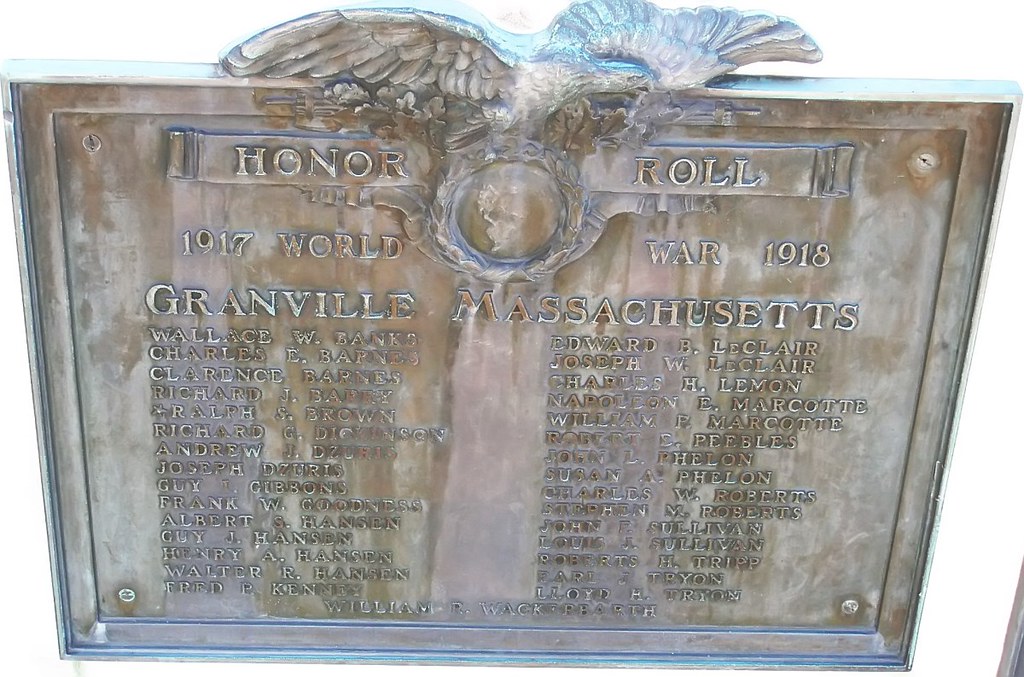 HONOR ROLL
1917 WORLD WAR 1918
GRANVILLE MASSACHUSETTS
WALLACE W. BANKS
CHARLES E. BARNES
CLARENCE BARNES
RICHARD J.
*RALPH S. BROWN
RICHARD G. DICKINSON
ANDREW J. DZURIS
JOSEPH DZURIS
GUY GIBBONS
FRANK W. GOODNESS
ALBERT S. HANSEN
GUY J. HANSEN
HENRY A. HANSEN
WALTER R. HANSEN
FRED P. KENNEY
EDWARD B. LECLAIR
JOSEPH W. LECLAIR
CHARLES H. LEMON
NAPOLEON E. MARCOTTE
WILLIAM P. MARCOTTE
ROBERT E. PEEBLES
JOHN L. PHELON
SUSAN A. PHELON
CHARLES W. ROBERTS
STEPHEN M. ROBERTS
JOHN F. SULLIVAN
LOUIS J. SULLIVAN
ROBERTS H. TRIPP
EARL J. TRYON
LLOYD H. TRYON
WILLIAM R. WACKERBARTH